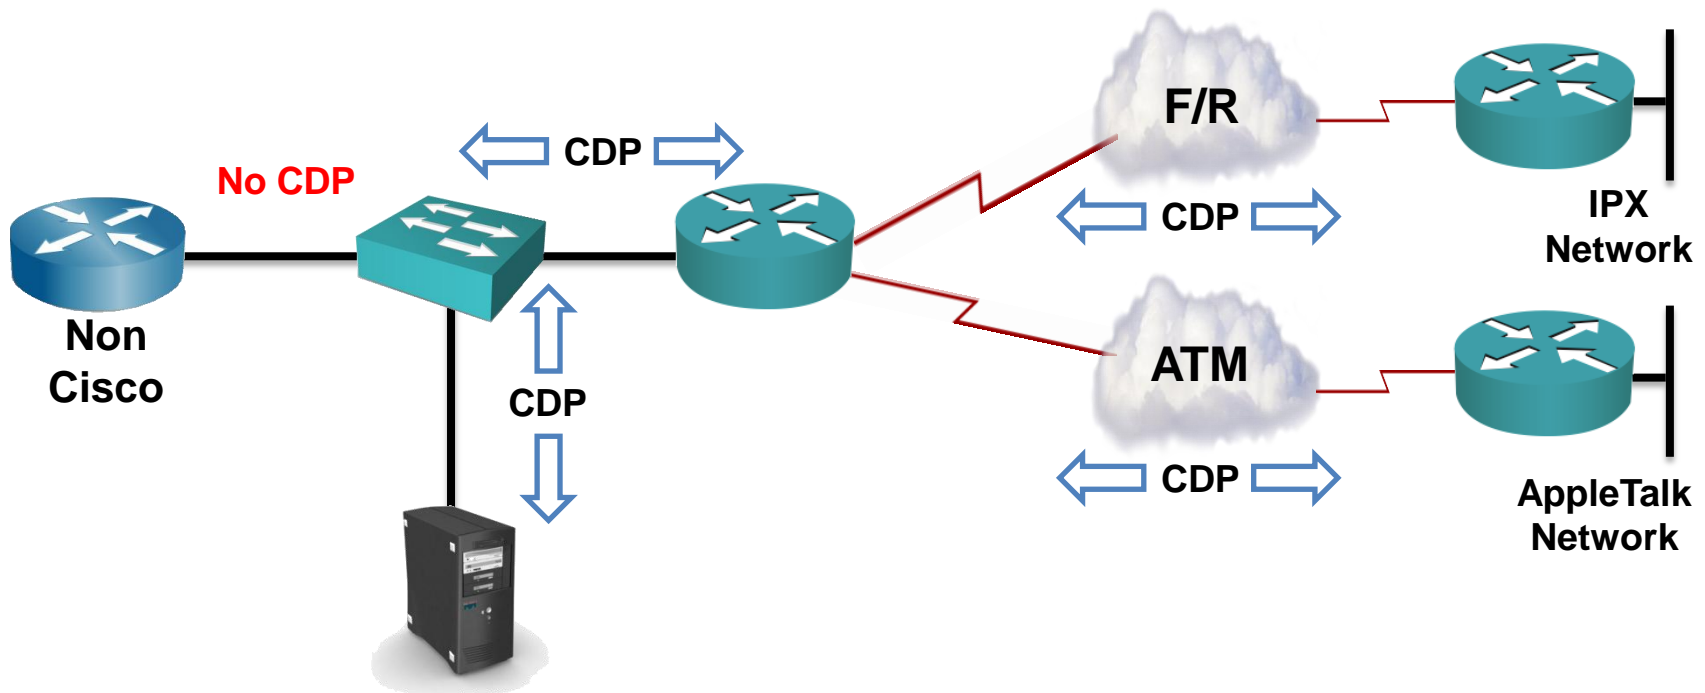 F/R
CDP
No CDP
CDP
IPX
Network
Non
Cisco
CDP
ATM
CDP
AppleTalk
Network